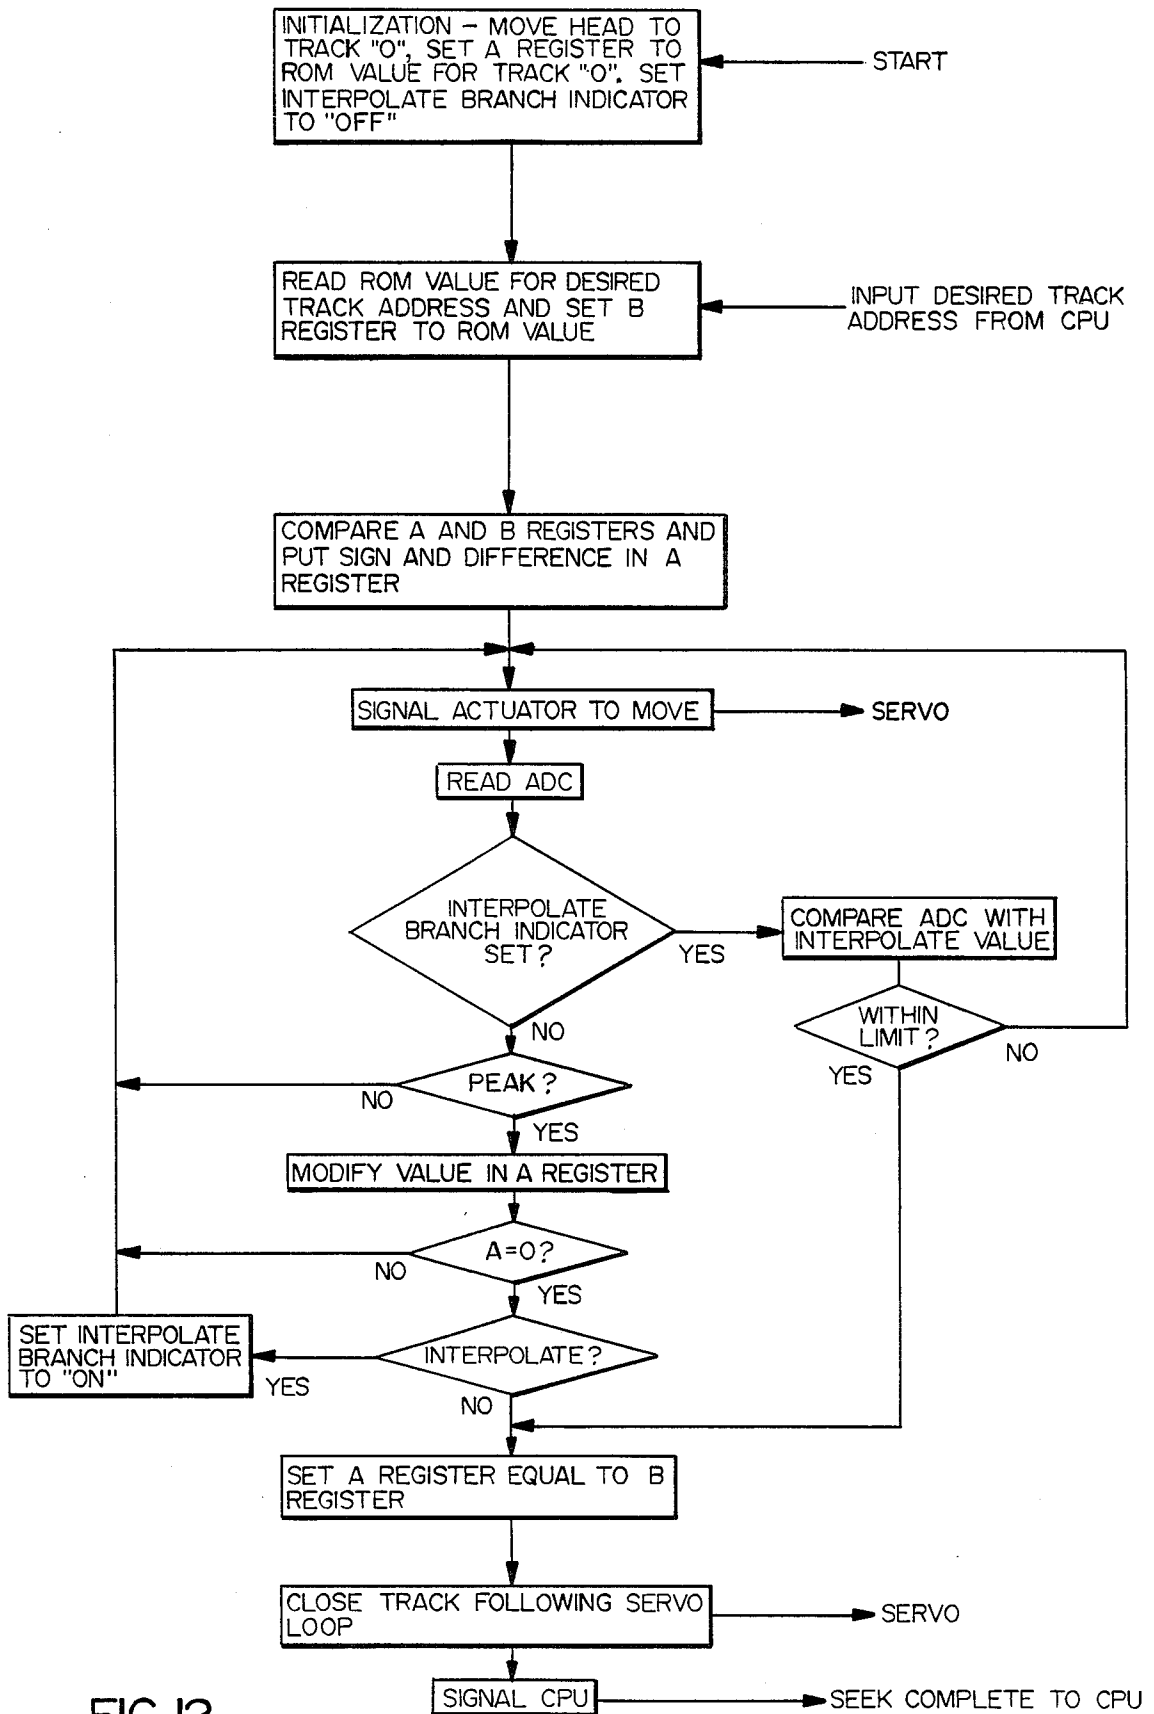 INITIALIZATION – MOVE HEAD TO
TRACK "O", SET A REGISTER TO
ROM VALUE FOR TRACK "O". SET
INTERPOLATE BRANCH INDICATOR
TO "OFF"
START
READ ROM VALUE FOR DESIRED
TRACK ADDRESS AND SET B
REGISTER TO ROM VALUE
INPUT DESIRED TRACK
ADDRESS FROM CPU
COMPARE A AND B REGISTERS AND
PUT SIGN AND DIFFERENCE IN A
REGISTER
SIGNAL ACTUATOR TO MOVE
SERVO
READ ADC
INTERPOLATE
BRANCH INDICATOR
SET?
YES
COMPARE ADC WITH
INTERPOLATE VALUE
NO
WITHIN
LIMIT?
NO
YES
PEAK?
NO
YES
MODIFY VALUE IN A REGISTER
A=O?
NO
YES
SET INTERPOLATE
BRANCH INDICATOR
TO "ON"
INTERPOLATE?
YES
NO
SET A REGISTER EQUAL TO B
REGISTER
CLOSE TRACK FOLLOWING SERVO
LOOP
SERVO
SIGNAL CPU
SEEK COMPLETE TO CPU